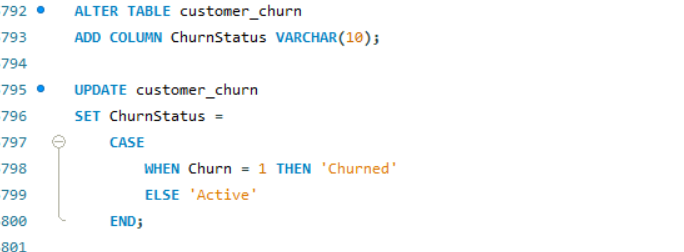 792 ALTER TABLE customer_churn
793 ADD COLUMN ChurnStatus VARCHAR(10);
794
795 UPDATE customer_churn
796 SET ChurnStatus =
797 CASE
798 WHEN Churn = 1 THEN 'Churned'
799 ELSE 'Active'
800 END;
801